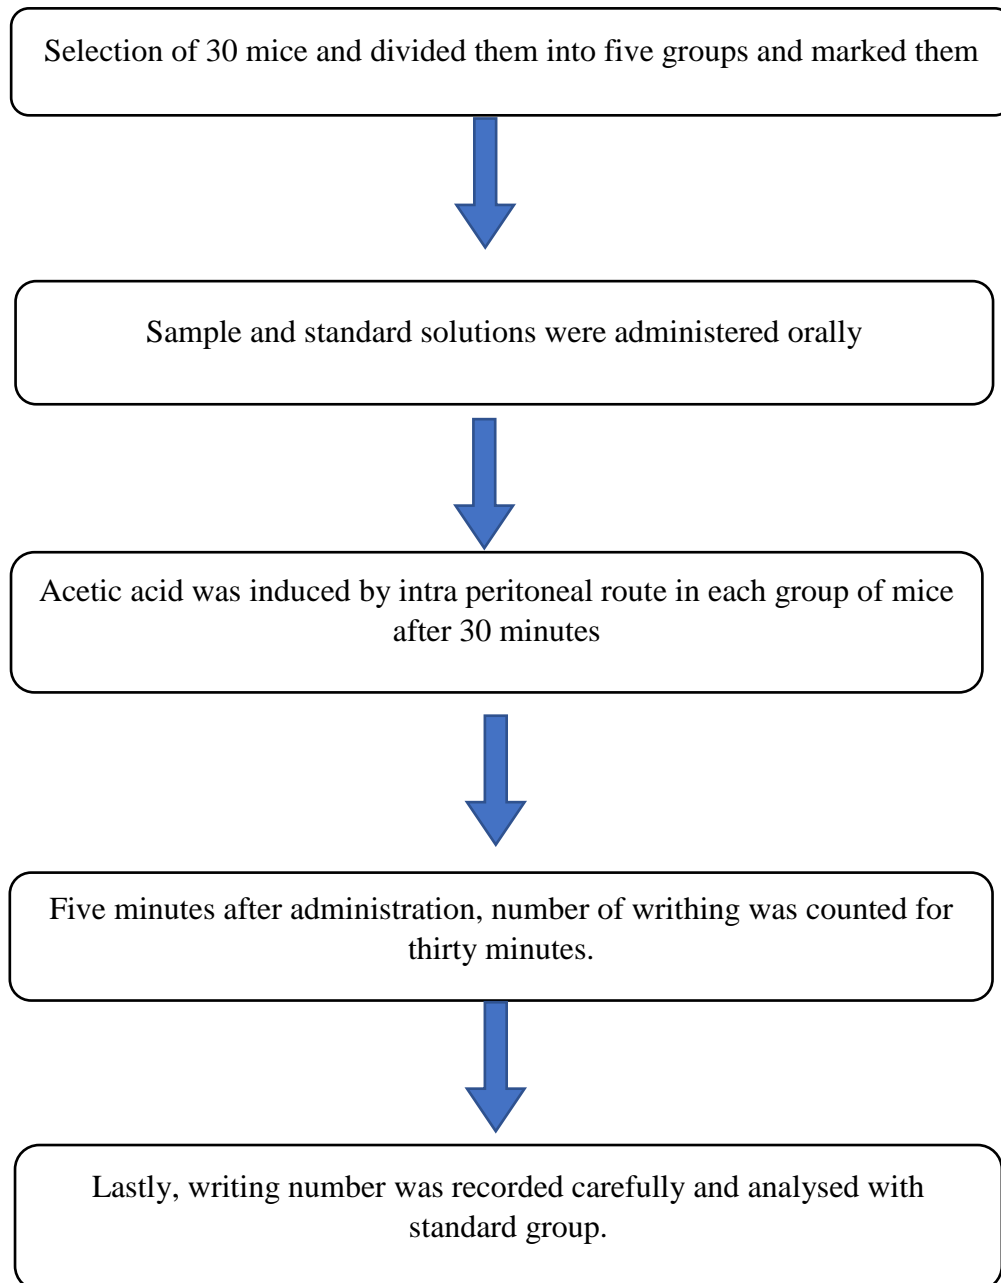 Selection of 30 mice and divided them into five groups and marked them
Sample and standard solutions were administered orally
Acetic acid was induced by intra peritoneal route in each group of mice
after 30 minutes
Five minutes after administration, number of writhing was counted for
thirty minutes.
Lastly, writing number was recorded carefully and analysed with
standard group.